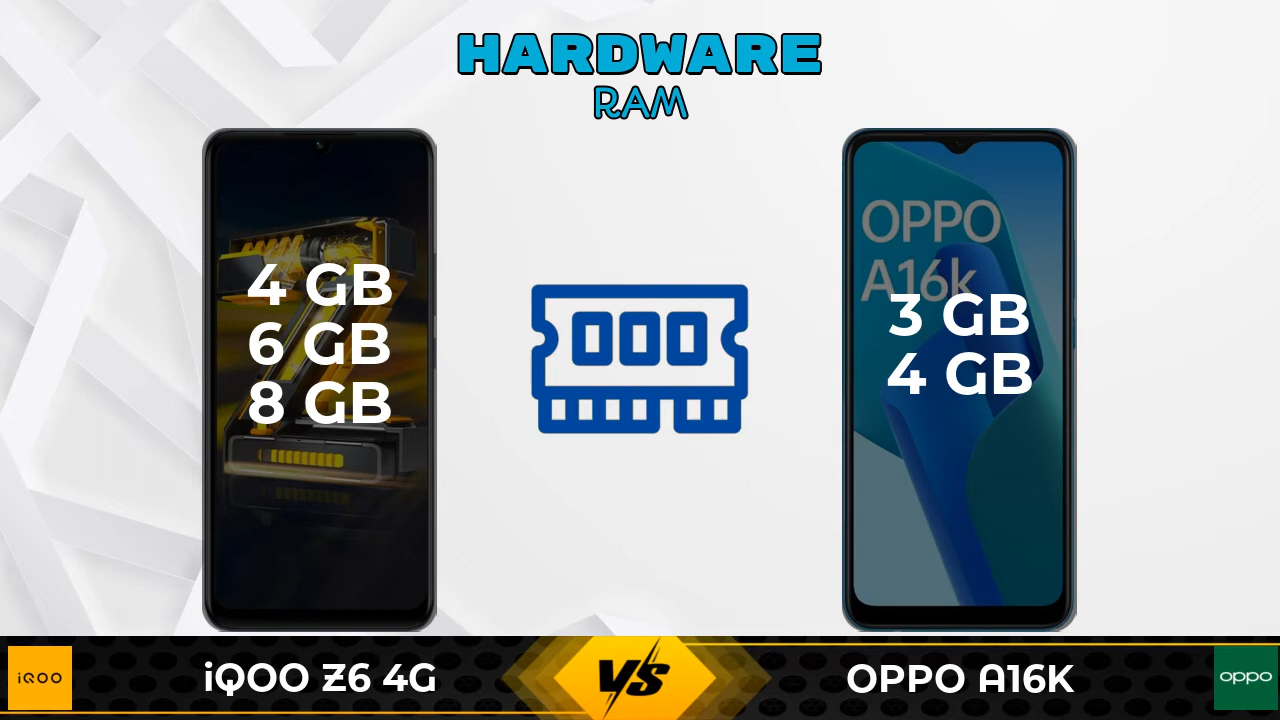 HARDWARE
RAM
4 GB
6 GB
8 GB
OPPO
A16k
3 GB
4 GB
iQOO
iQOO Z6 4G
VS
OPPO A16K
oppo